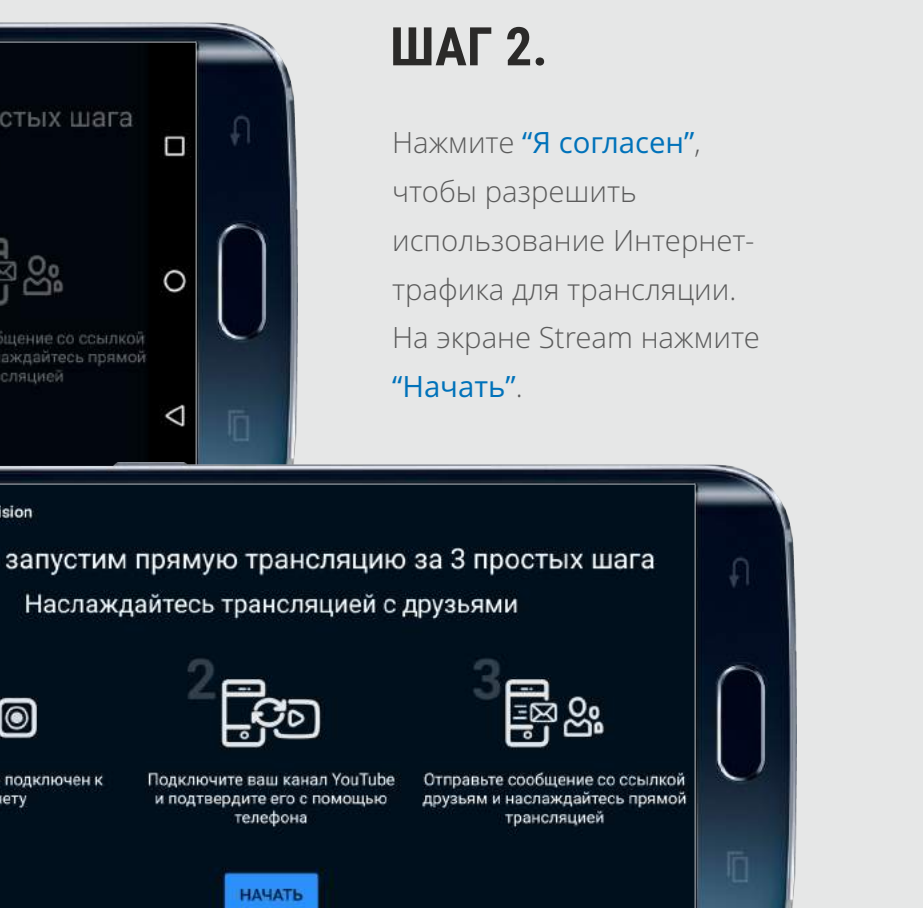 ШАГ 2.
Нажмите “Я согласен”,
чтобы разрешить
использование Интернет-
трафика для трансляции.
На экране Stream нажмите
“Начать”.
стых шага
бщение со ссылкой
аждайтесь прямой
сляцией
ision
запустим прямую трансляцию за 3 простых шага
Наслаждайтесь трансляцией с друзьями
2
3
подключен к
нету
Подключите ваш канал YouTube
и подтвердите его с помощью
телефона
Отправьте сообщение со ссылкой
друзьям и наслаждайтесь прямой
трансляцией
НАЧАТЬ